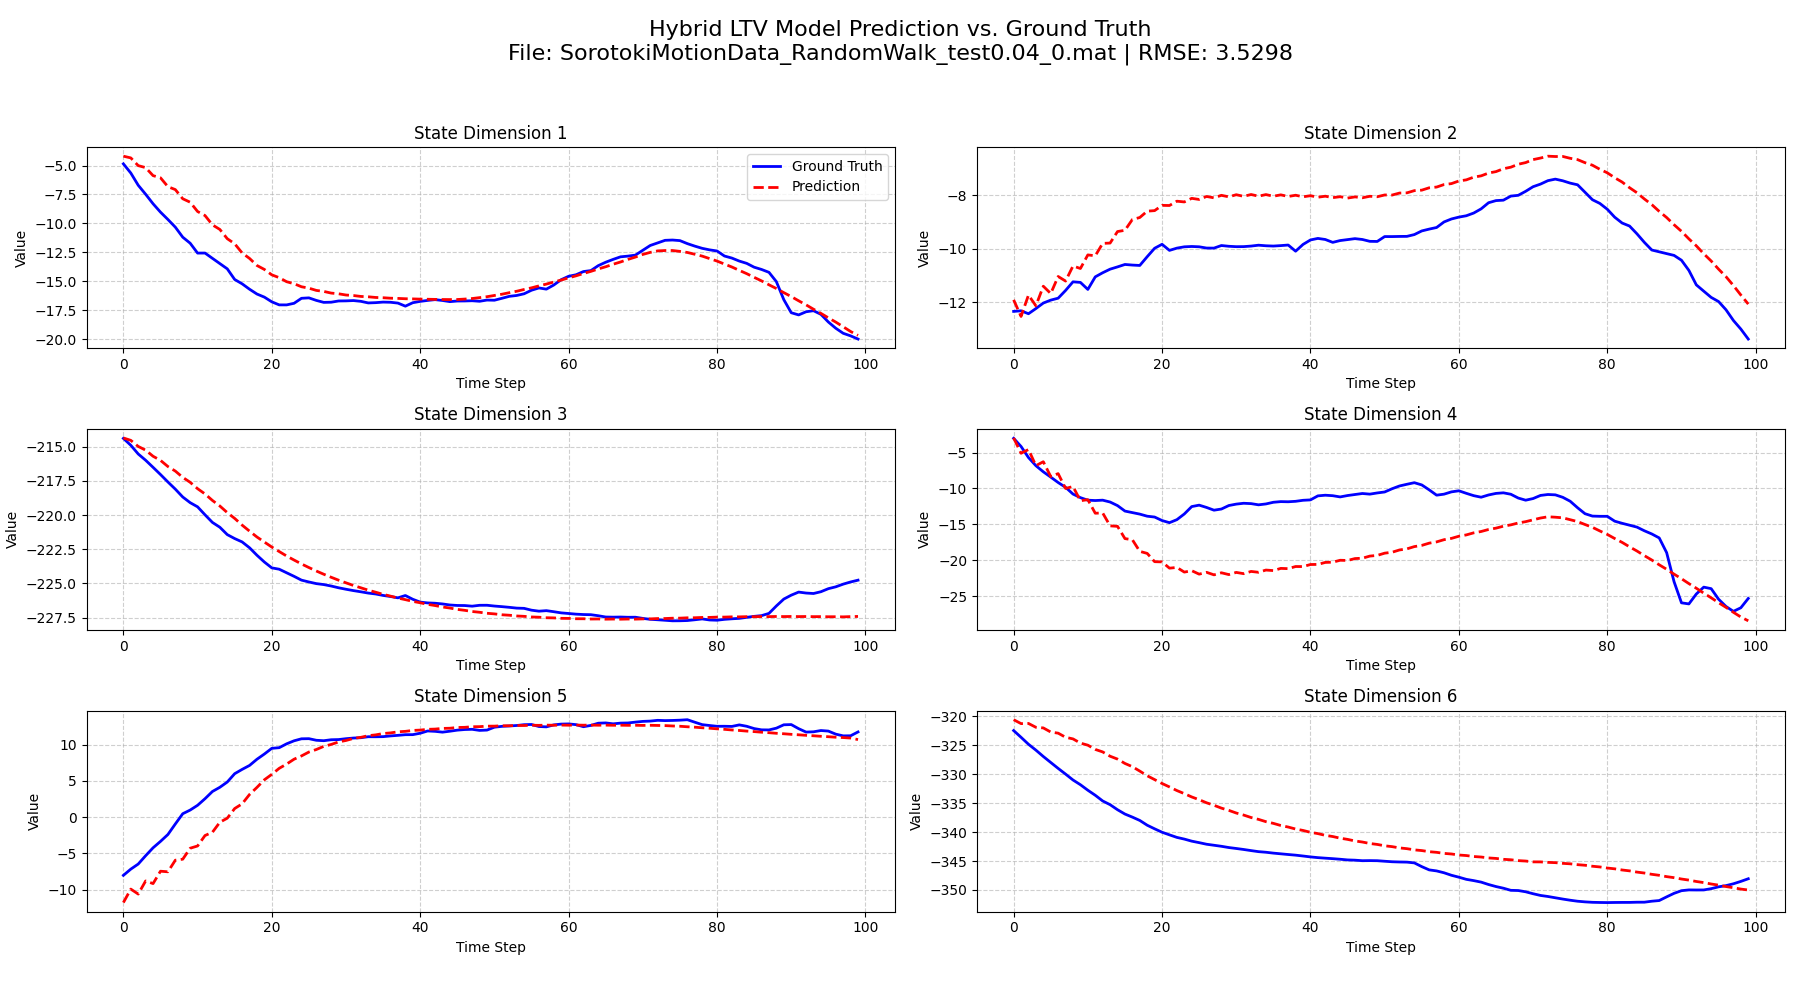 Hybrid LTV Model Prediction vs. Ground Truth
File: SorotokiMotionData_RandomWalk_test0.04_0.mat | RMSE: 3.5298
State Dimension 1
Value
−5.0
−7.5
−10.0
−12.5
−15.0
−17.5
−20.0
Ground Truth
Prediction
0 20 40 60 80 100
Time Step
State Dimension 2
Value
−8
−10
−12
0 20 40 60 80 100
Time Step
State Dimension 3
Value
−215.0
−217.5
−220.0
−222.5
−225.0
−227.5
0 20 40 60 80 100
Time Step
State Dimension 4
Value
−5
−10
−15
−20
−25
0 20 40 60 80 100
Time Step
State Dimension 5
Value
10
5
0
−5
−10
0 20 40 60 80 100
Time Step
State Dimension 6
Value
−320
−325
−330
−335
−340
−345
−350
0 20 40 60 80 100
Time Step